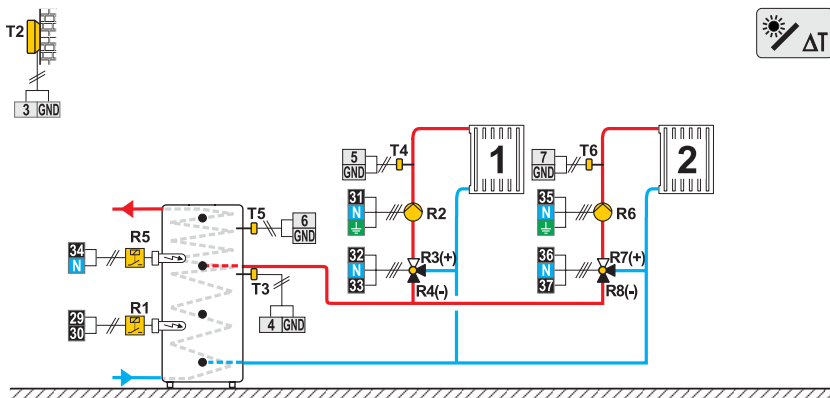 T2
3 GND
ΔT
5
GND
T4
1
7
GND
T6
2
31
N
R2
35
N
R6
T5
6
GND
34
N
R5
32
N
33
R3(+)
R4(-)
36
N
37
R7(+)
R8(-)
T3
4 GND
29
30
R1